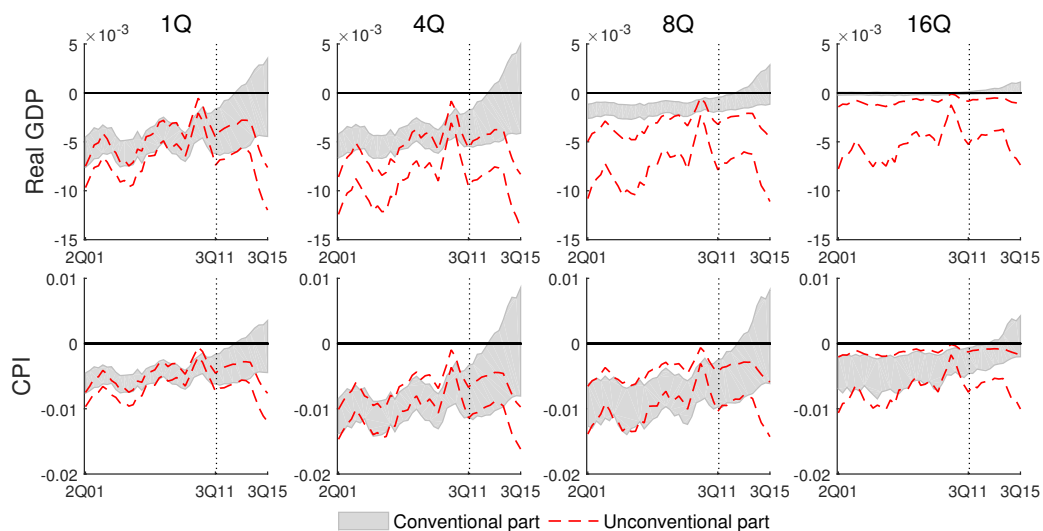 1Q 4Q 8Q 16Q
×10⁻³ ×10⁻³ ×10⁻³ ×10⁻³
Real GDP
5 5 5 5
0 0 0 0
-5 -5 -5 -5
-10 -10 -10 -10
-15 -15 -15 -15
2Q01 3Q11 3Q15 2Q01 3Q11 3Q15 2Q01 3Q11 3Q15 2Q01 3Q11 3Q15
CPI
0.01 0.01 0.01 0.01
0 0 0 0
-0.01 -0.01 -0.01 -0.01
-0.02 -0.02 -0.02 -0.02
2Q01 3Q11 3Q15 2Q01 3Q11 3Q15 2Q01 3Q11 3Q15 2Q01 3Q11 3Q15
Conventional part Unconventional part